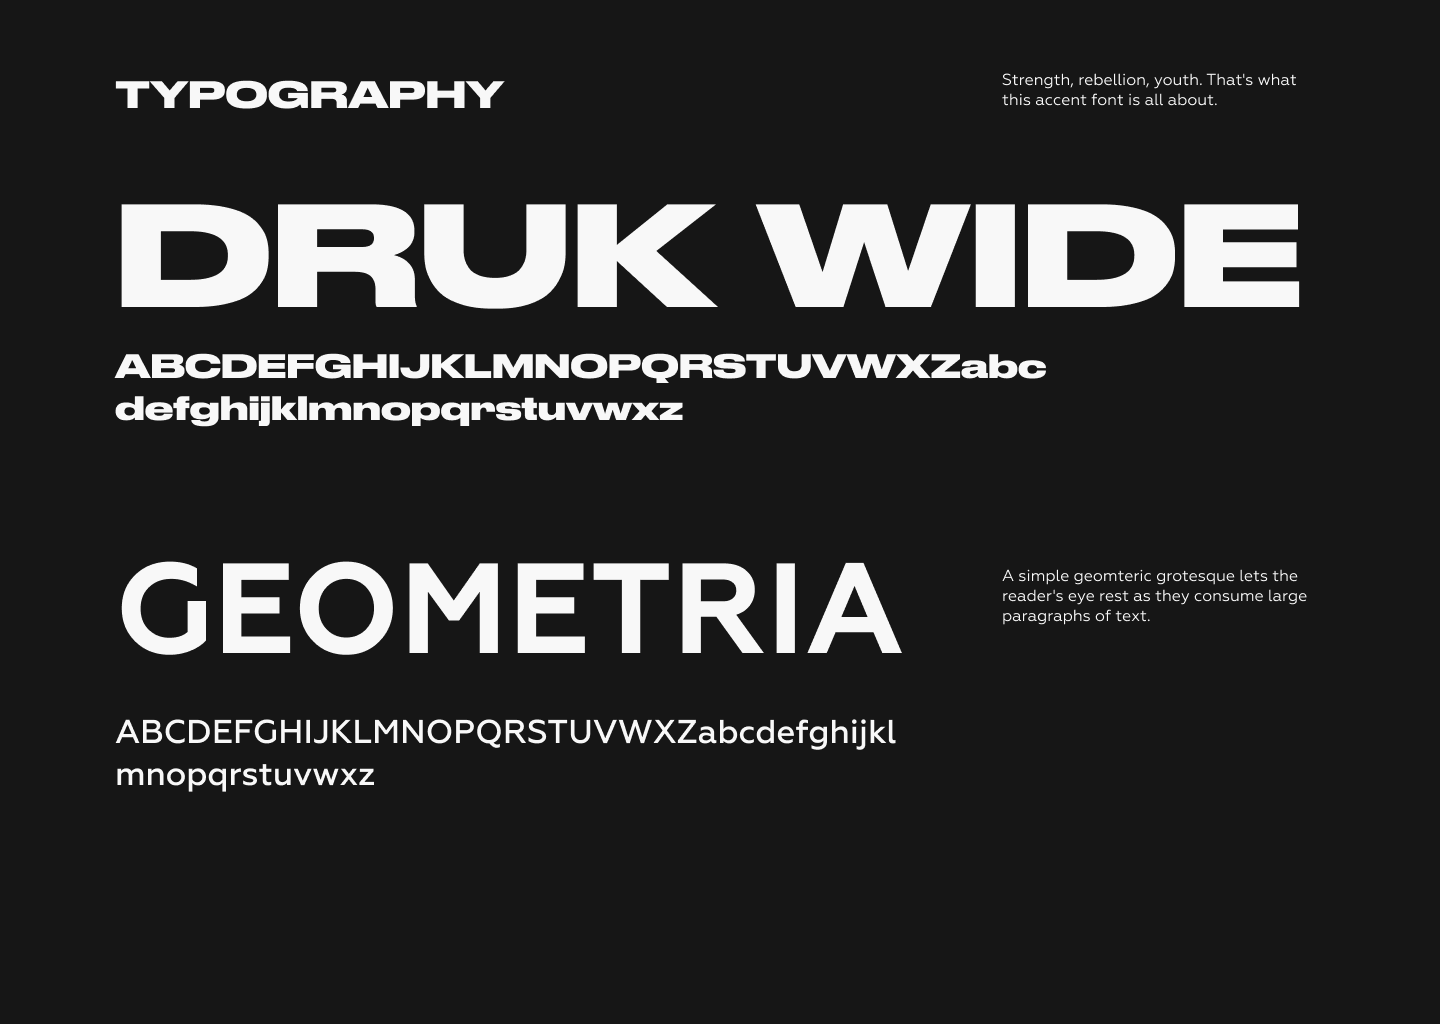 TYPOGRAPHY
Strength, rebellion, youth. That's what
this accent font is all about.
DRUK WIDE
ABCDEFGHIJKLMNOPQRSTUVWXZabc
defghijklmnopqrstuvwxz
GEOMETRIA
A simple geomteric grotesque lets the
reader's eye rest as they consume large
paragraphs of text.
ABCDEFGHIJKLMNOPQRSTUVWXZabcdefghijkl
mnopqrstuvwxz